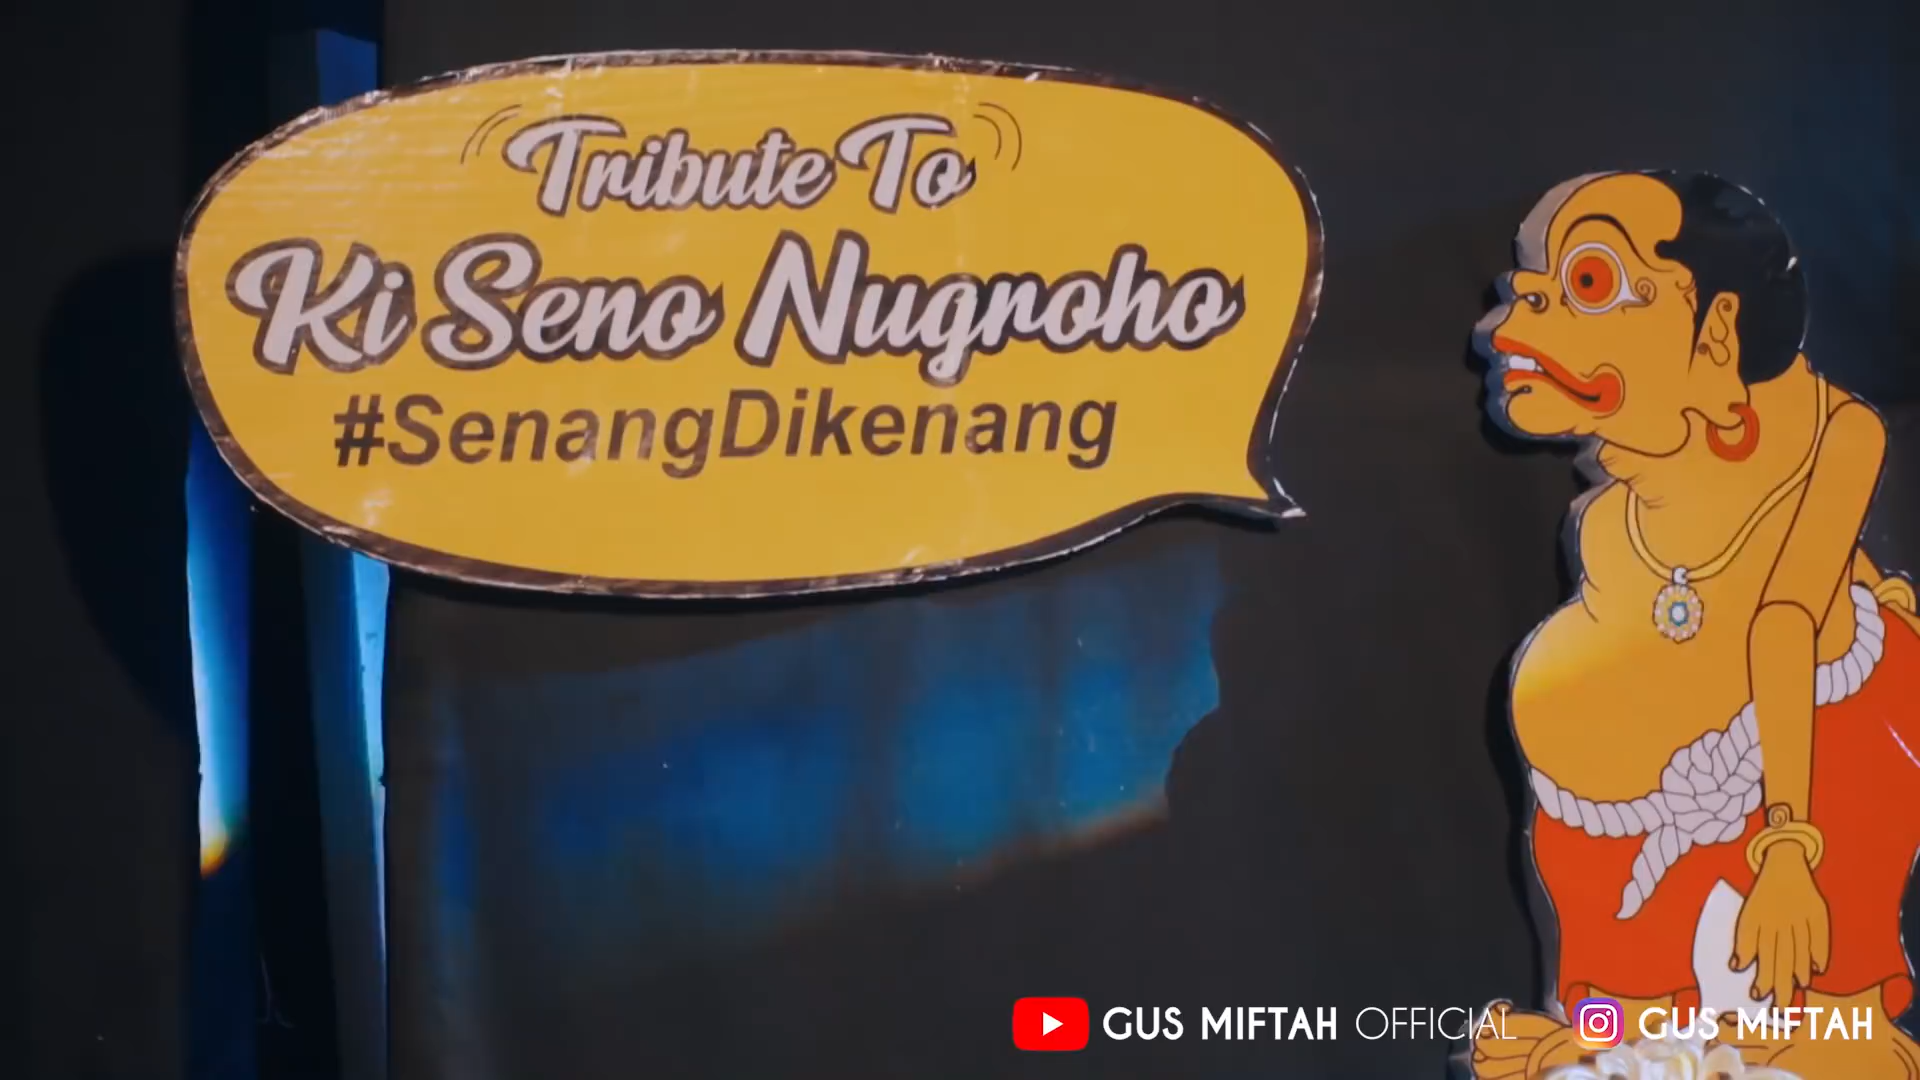 Tribute To
Ki Seno Nugroho
#SenangDikenang
GUS MIFTAH OFFICIAL
GUS MIFTAH